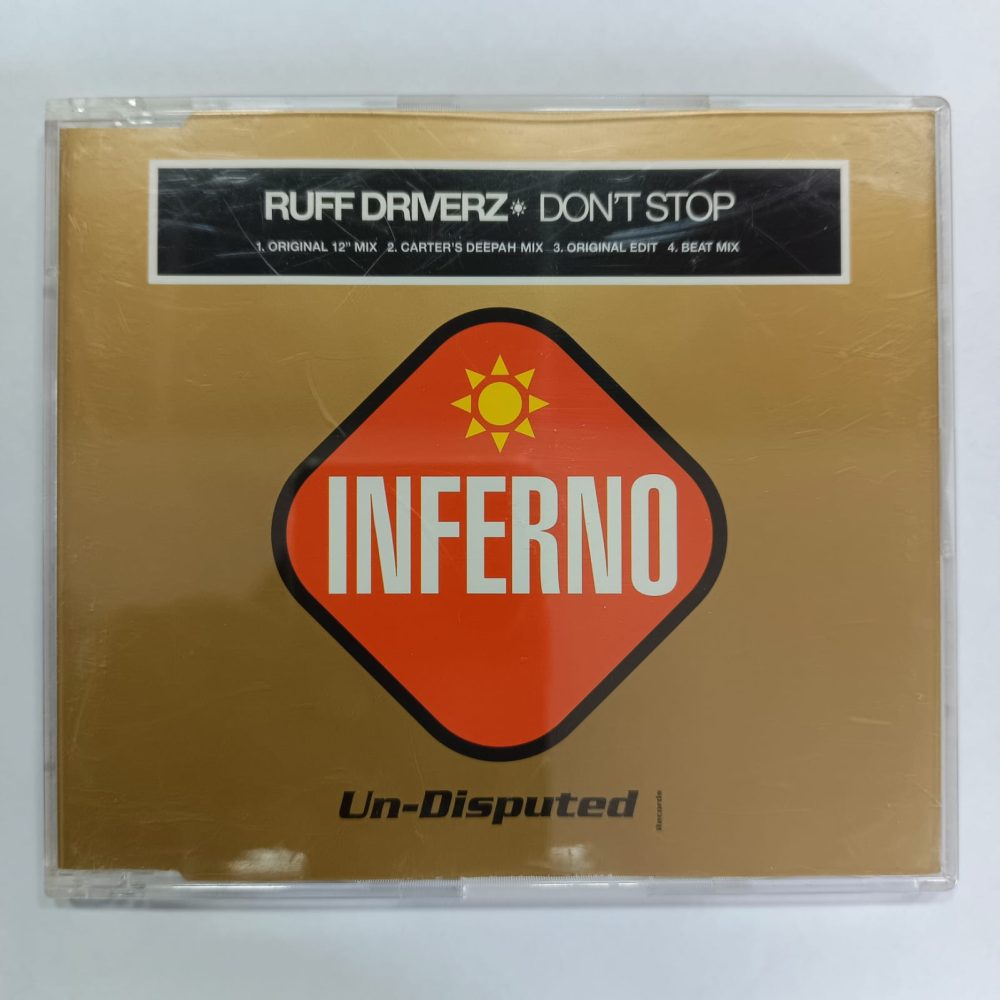 RUFF DRIVERZ☀ DON'T STOP
1. ORIGINAL 12" MIX 2. CARTER'S DEEPAH MIX 3. ORIGINAL EDIT 4. BEAT MIX
INFERNO
Un-Disputed
Records